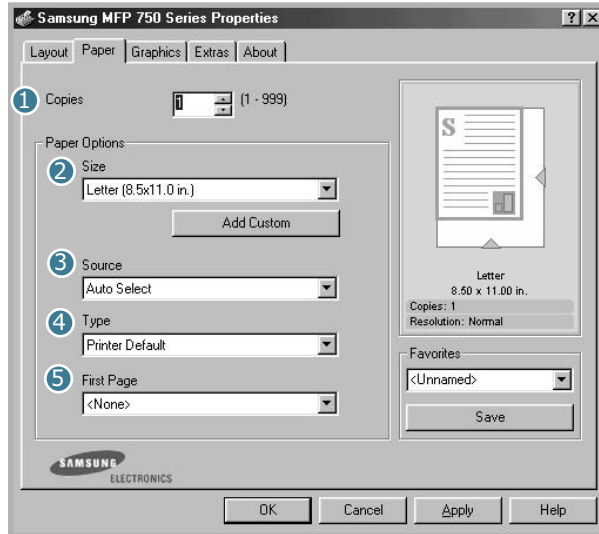 Samsung MFP 750 Series Properties
Layout Paper Graphics Extras About
1 Copies 1 (1 - 999)
Paper Options
2 Size
Letter (8.5x11.0 in.)
Add Custom
3 Source
Auto Select
4 Type
Printer Default
5 First Page
<None>
S
Letter
8.50 x 11.00 in.
Copies: 1
Resolution: Normal
Favorites
<Unnamed>
Save
SAMSUNG
ELECTRONICS
OK Cancel Apply Help